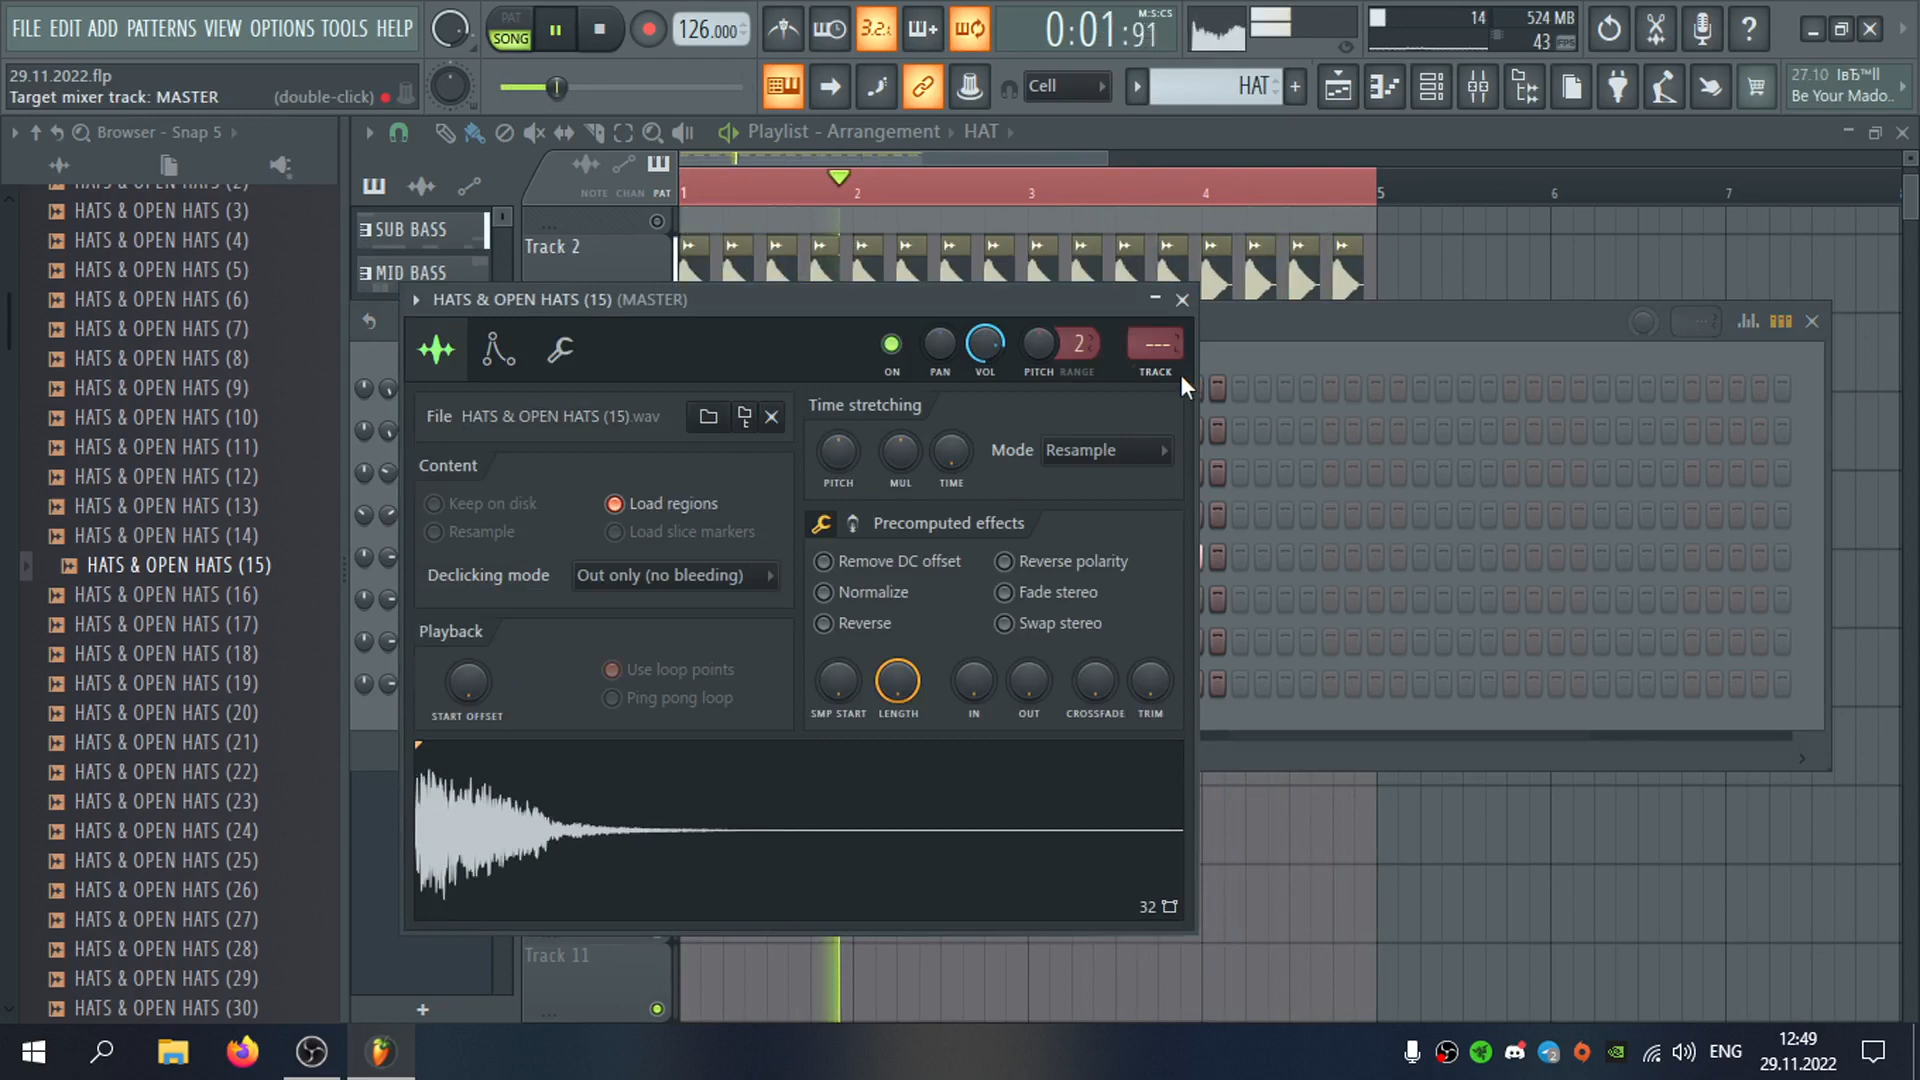 FILE EDIT ADD PATTERNS VIEW OPTIONS TOOLS HELP
PAT
SONG
126.000
3.2.
0:01:91
M:S:CS
14
524 MB
43
29.11.2022.flp
Target mixer track: MASTER
(double-click)
Cell
HAT
27.10
Be Your Mado..
Browser - Snap 5
Playlist - Arrangement
HAT
NOTE
CHAN
PAT
1
2
3
4
5
6
7
SUB BASS
MID BASS
Track 2
HATS & OPEN HATS (3)
HATS & OPEN HATS (4)
HATS & OPEN HATS (5)
HATS & OPEN HATS (6)
HATS & OPEN HATS (7)
HATS & OPEN HATS (8)
HATS & OPEN HATS (9)
HATS & OPEN HATS (10)
HATS & OPEN HATS (11)
HATS & OPEN HATS (12)
HATS & OPEN HATS (13)
HATS & OPEN HATS (14)
HATS & OPEN HATS (15)
HATS & OPEN HATS (16)
HATS & OPEN HATS (17)
HATS & OPEN HATS (18)
HATS & OPEN HATS (19)
HATS & OPEN HATS (20)
HATS & OPEN HATS (21)
HATS & OPEN HATS (22)
HATS & OPEN HATS (23)
HATS & OPEN HATS (24)
HATS & OPEN HATS (25)
HATS & OPEN HATS (26)
HATS & OPEN HATS (27)
HATS & OPEN HATS (28)
HATS & OPEN HATS (29)
HATS & OPEN HATS (30)
HATS & OPEN HATS (15) (MASTER)
2
---
ON
PAN
VOL
PITCH
RANGE
TRACK
File HATS & OPEN HATS (15).wav
Content
Keep on disk
Load regions
Resample
Load slice markers
Declicking mode
Out only (no bleeding)
Playback
Use loop points
Ping pong loop
START OFFSET
Time stretching
Mode
Resample
PITCH
MUL
TIME
Precomputed effects
Remove DC offset
Reverse polarity
Normalize
Fade stereo
Reverse
Swap stereo
SMP START
LENGTH
IN
OUT
CROSSFADE
TRIM
32
Track 11
ENG
12:49
29.11.2022